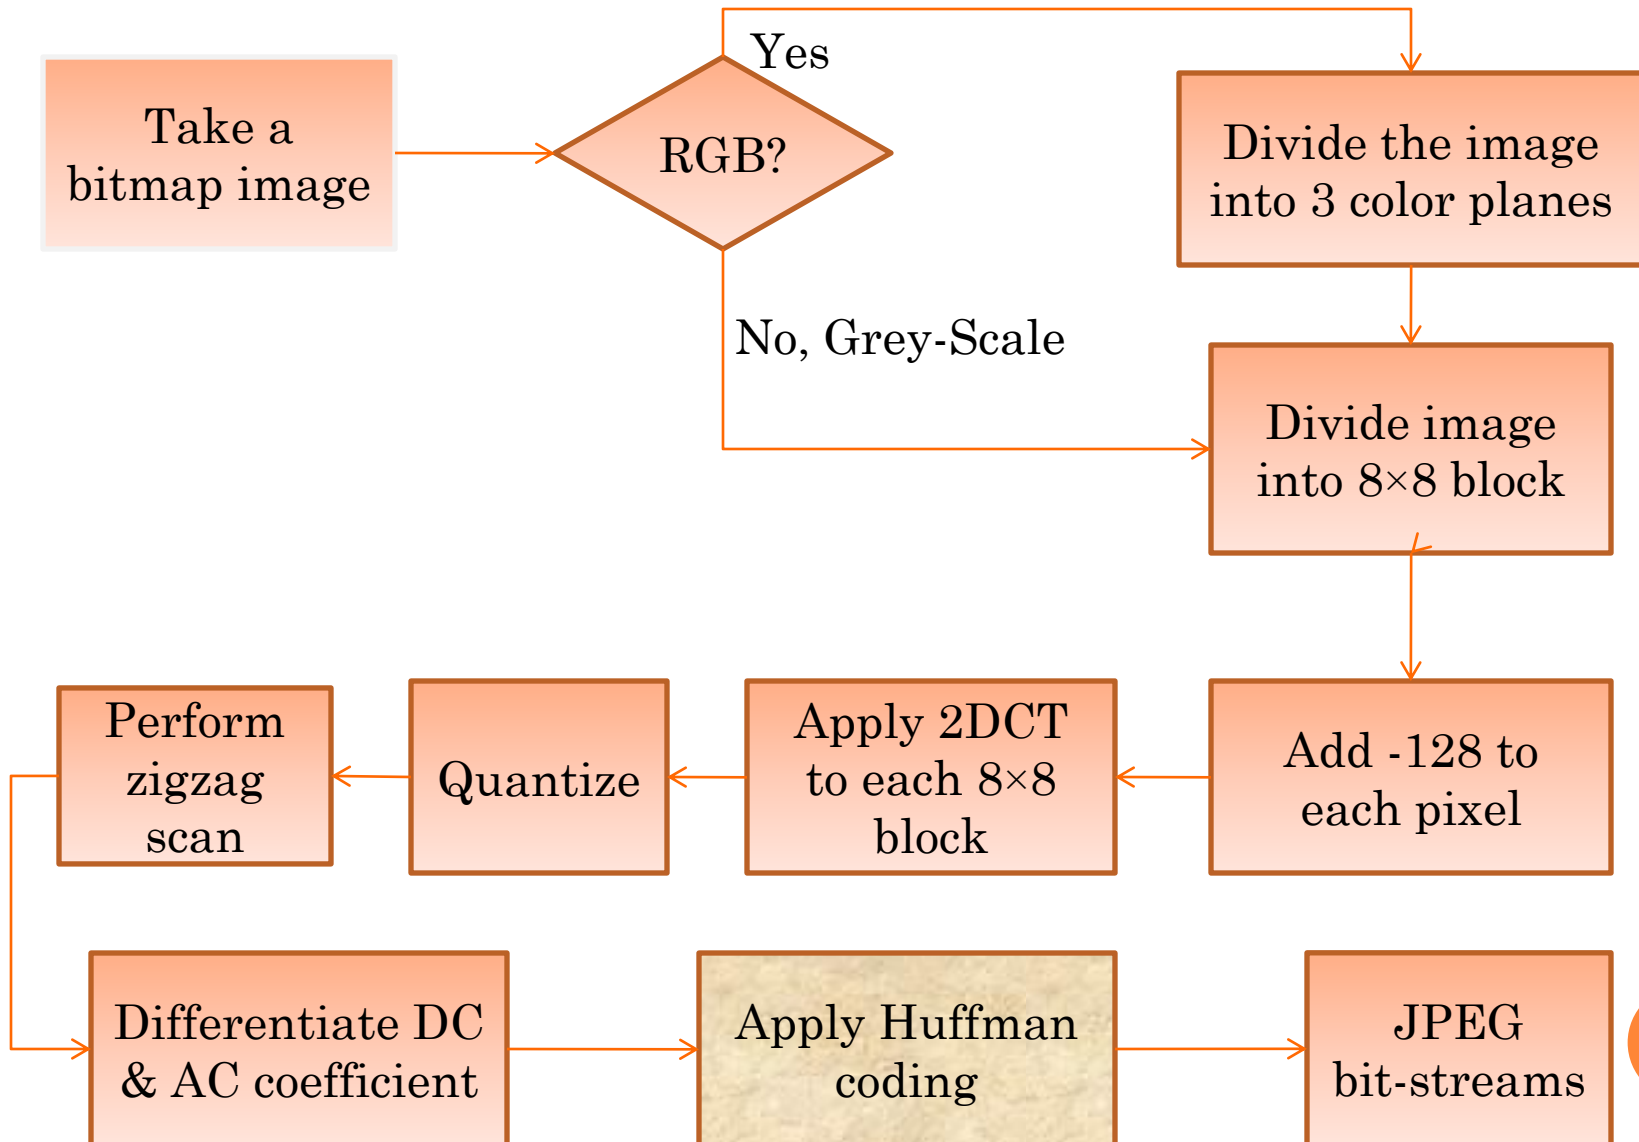 Take a
bitmap image
RGB?
Yes
Divide the image
into 3 color planes
No, Grey-Scale
Divide image
into 8×8 block
Add -128 to
each pixel
Apply 2DCT
to each 8×8
block
Quantize
Perform
zigzag
scan
Differentiate DC
& AC coefficient
Apply Huffman
coding
JPEG
bit-streams